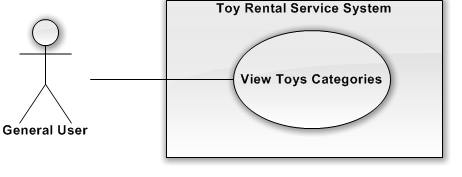 Toy Rental Service System
View Toys Categories
General User